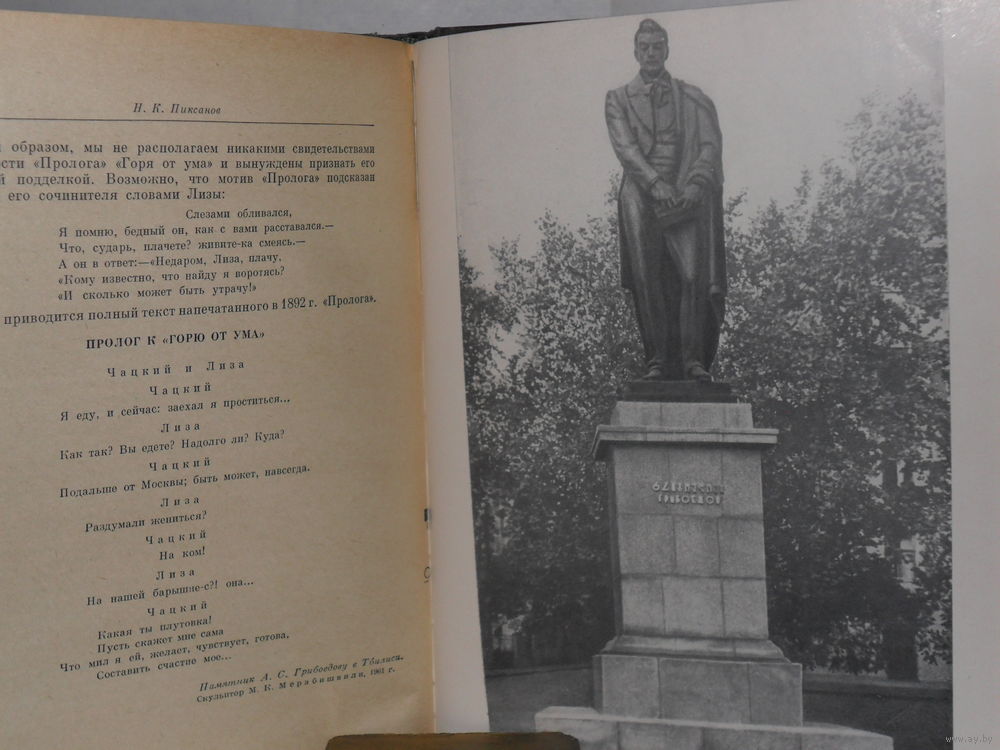 Н. К. Пиксанов
образом, мы не располагаем никакими свидетельствами
сти «Пролога» «Горя от ума» и вынуждены признать его
й подделкой. Возможно, что мотив «Пролога» подсказан
его сочинителя словами Лизы:
Слезами обливался,
Я помню, бедный он, как с вами расставался.—
Что, сударь, плачете? живите-ка смеясь.—
А он в ответ:—«Недаром, Лиза, плачу,
«Кому известно, что найду я воротясь?
«И сколько может быть утрачу!»
приводится полный текст напечатанного в 1892 г. «Пролога».
ПРОЛОГ К «ГОРЮ ОТ УМА»
Чацкий и Лиза
Чацкий
Я еду, и сейчас: заехал я проститься...
Лиза
Как так? Вы едете? Надолго ли? Куда?
Чацкий
Подальше от Москвы; быть может, навсегда.
Лиза
Раздумали жениться?
Чацкий
На ком!
Лиза
На нашей барышне-с?! она...
Чацкий
Какая ты плутовка!
Пусть скажет мне сама
Что мил я ей, желает, чувствует, готова,
Составить счастие мое...
Памятник А. С. Грибоедову в Тбилиси.
Скульптор М. К. Мерабишвили, 1961 г.
ГРИБОЕДОВ
www.ay.by